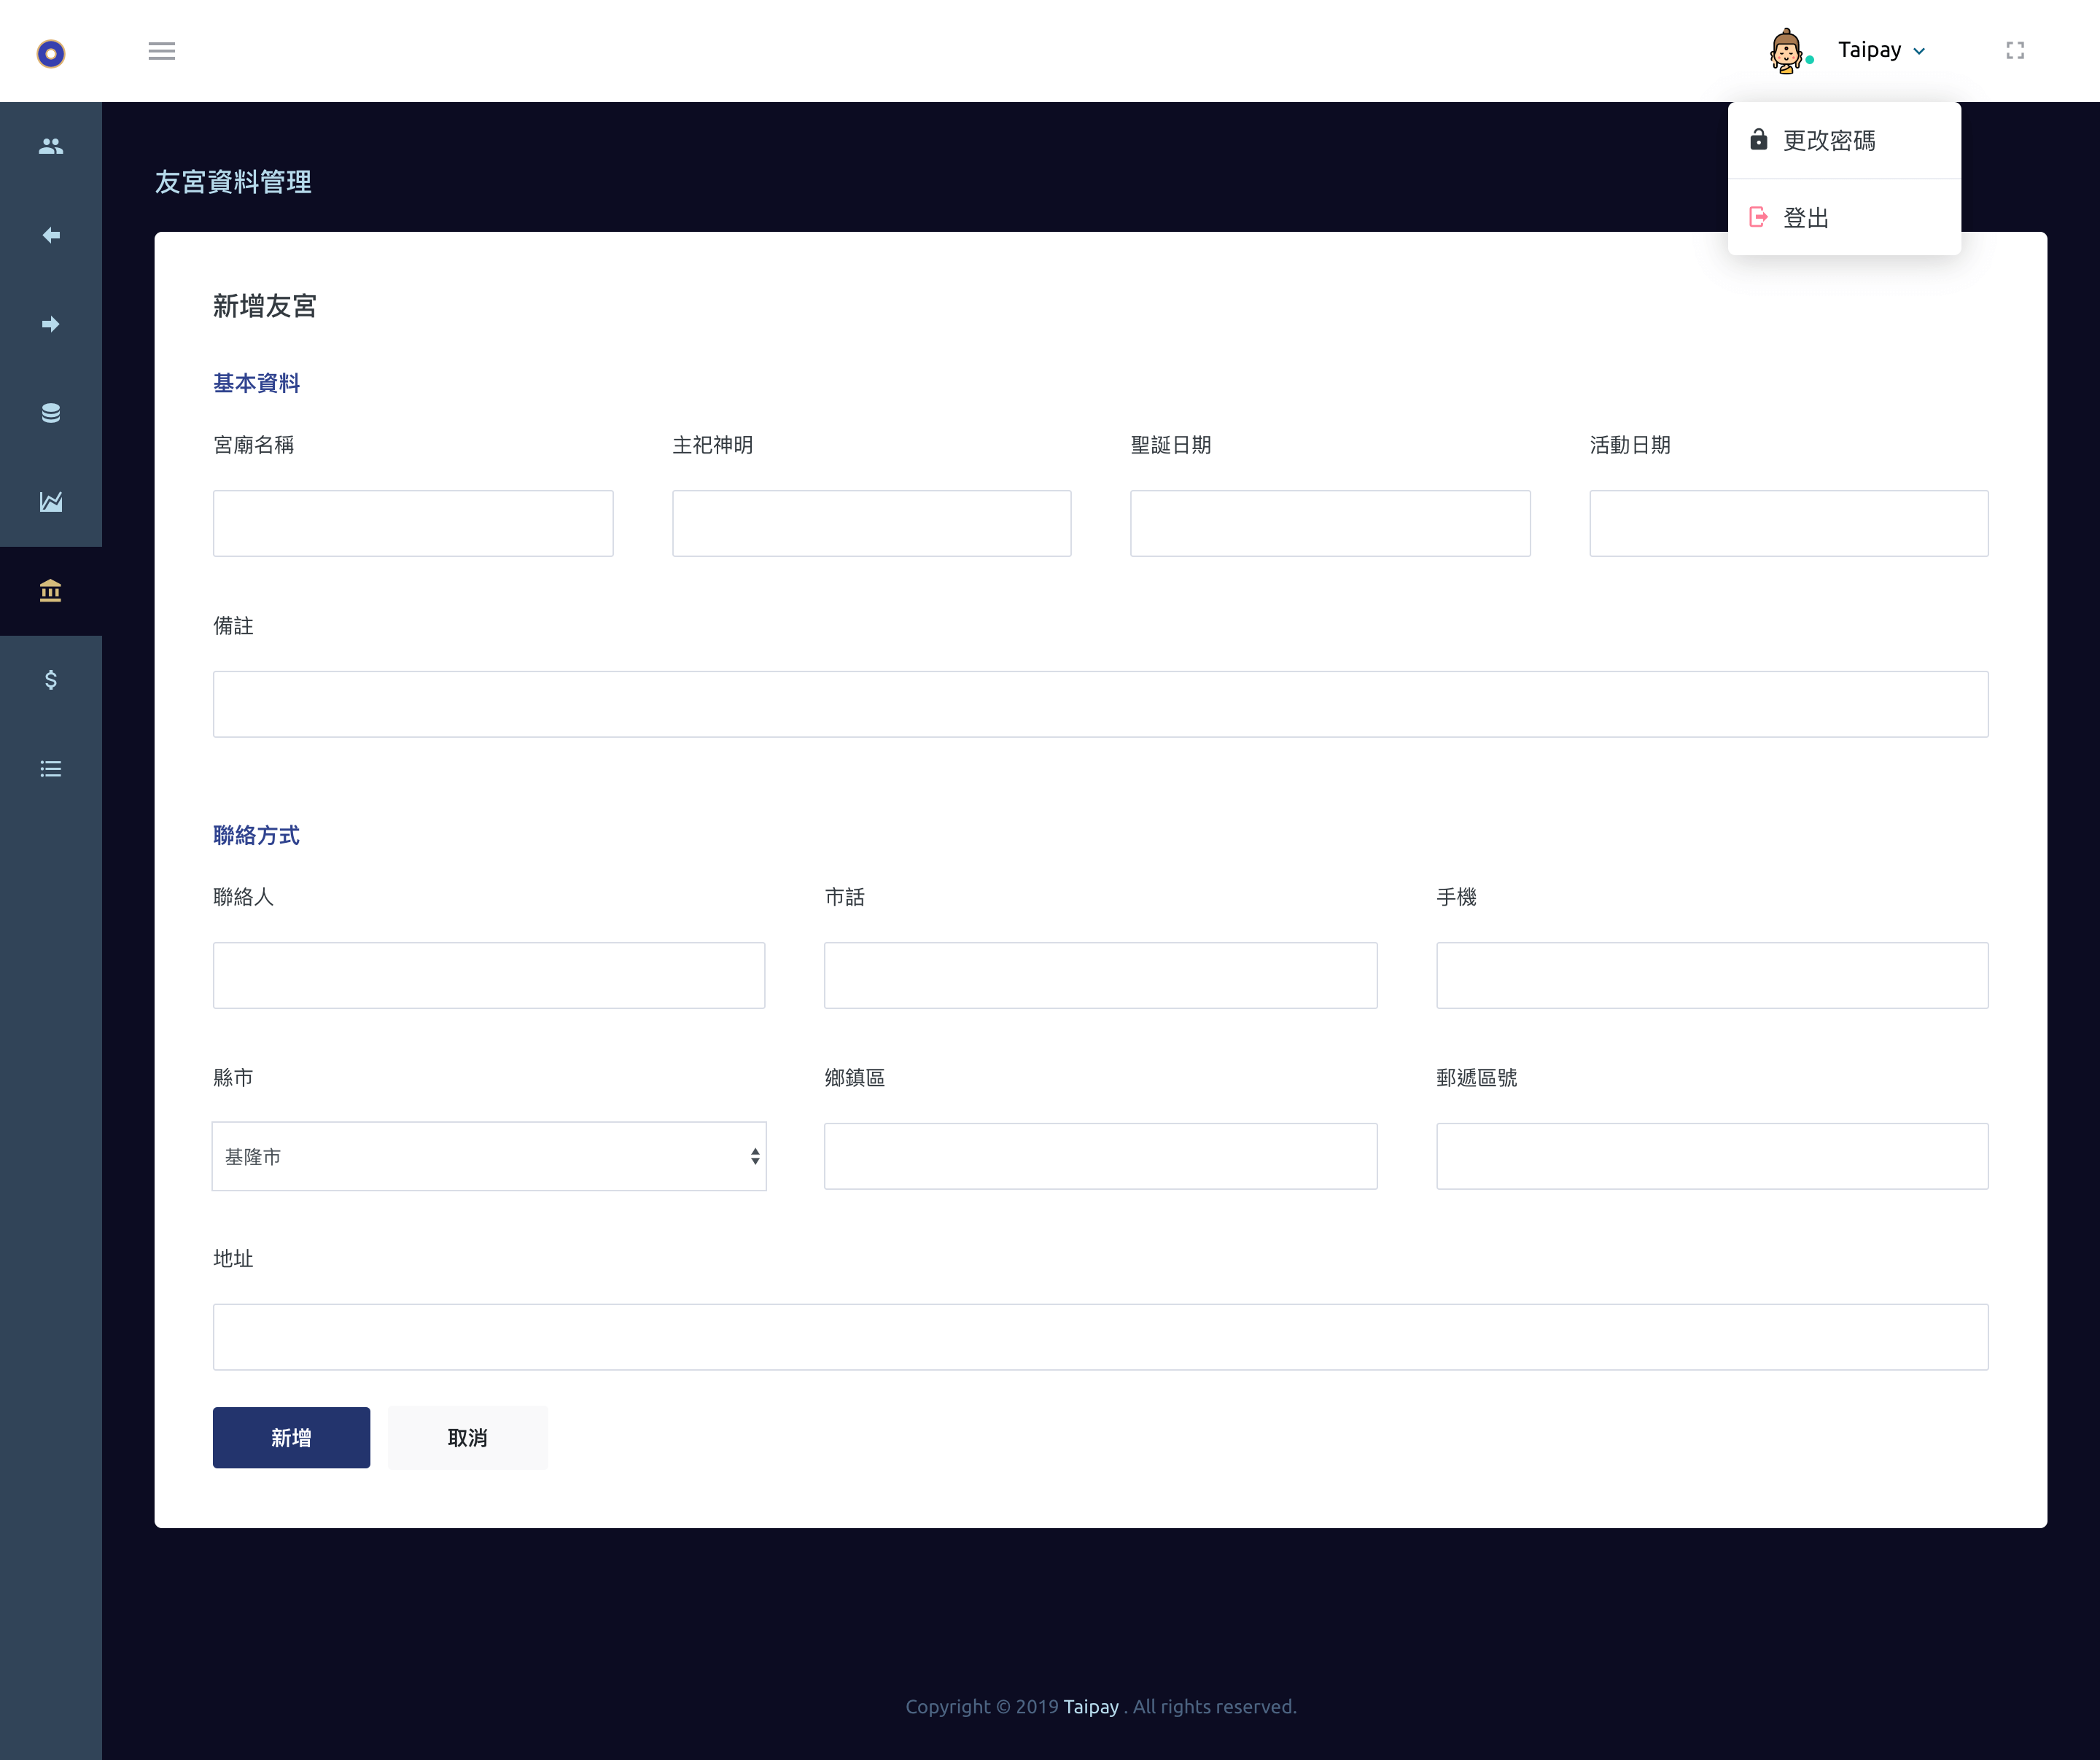 Taipay
更改密碼
登出
友宮資料管理
新增友宮
基本資料
宮廟名稱 主祀神明 聖誕日期 活動日期
備註
聯絡方式
聯絡人 市話 手機
縣市 鄉鎮區 郵遞區號
基隆市
地址
新增 取消
Copyright © 2019 Taipay . All rights reserved.